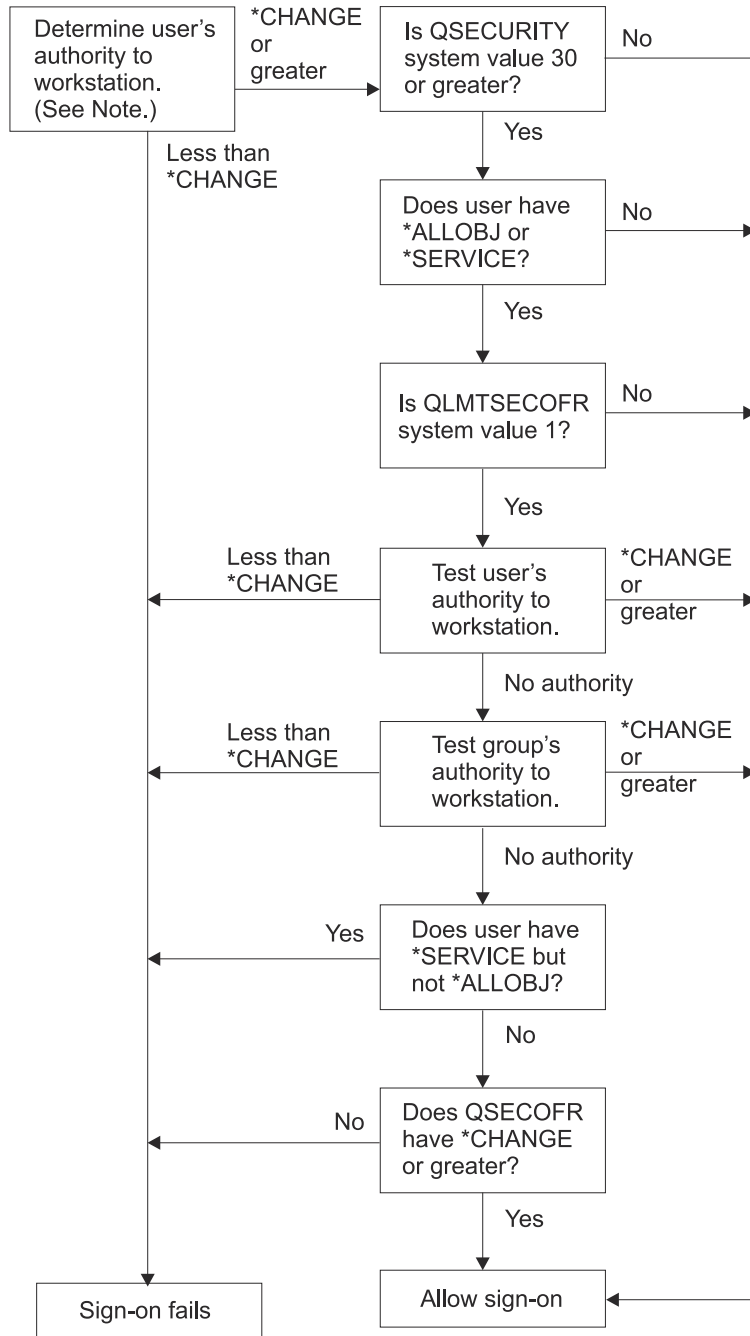 Determine user's
authority to
workstation.
(See Note.)
*CHANGE
or
greater
Is QSECURITY
system value 30
or greater?
No
Less than
*CHANGE
Yes
Does user have
*ALLOBJ or
*SERVICE?
No
Yes
Is QLMTSECOFR
system value 1?
No
Yes
Less than
*CHANGE
Test user's
authority to
workstation.
*CHANGE
or
greater
No authority
Less than
*CHANGE
Test group's
authority to
workstation.
*CHANGE
or
greater
No authority
Yes
Does user have
*SERVICE but
not *ALLOBJ?
No
No
Does QSECOFR
have *CHANGE
or greater?
Yes
Sign-on fails
Allow sign-on